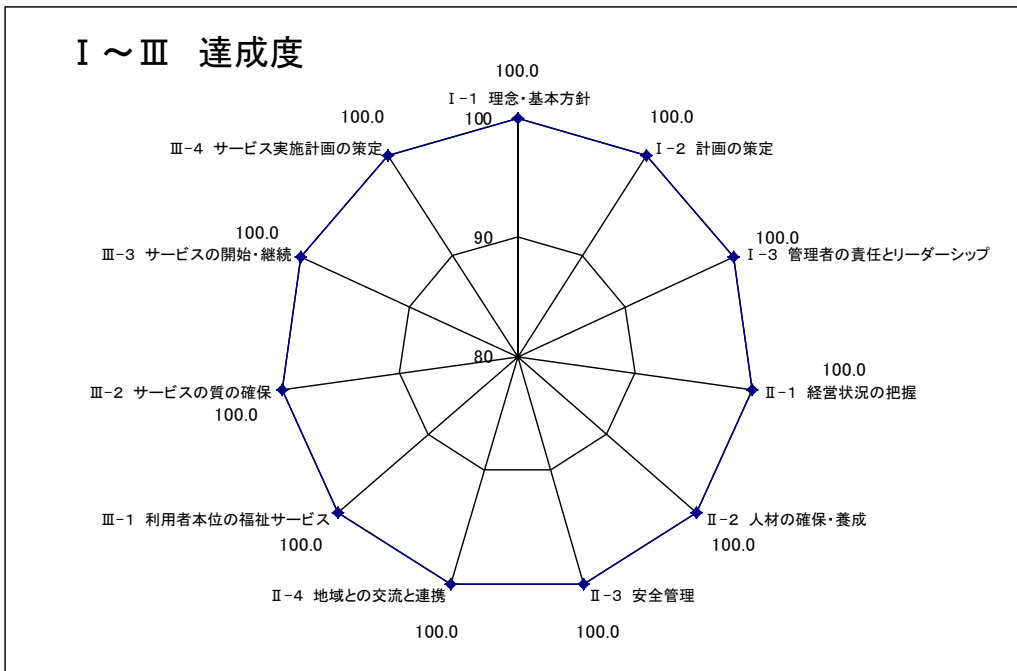 Ⅰ～Ⅲ 達成度
100.0
Ⅰ-1 理念・基本方針
100
100.0
Ⅰ-2 計画の策定
100.0
Ⅰ-3 管理者の責任とリーダーシップ
100.0
Ⅱ-1 経営状況の把握
Ⅱ-2 人材の確保・養成
100.0
Ⅱ-3 安全管理
100.0
Ⅱ-4 地域との交流と連携
100.0
Ⅲ-1 利用者本位の福祉サービス
100.0
Ⅲ-2 サービスの質の確保
100.0
100.0
Ⅲ-3 サービスの開始・継続
100.0
Ⅲ-4 サービス実施計画の策定
90
80